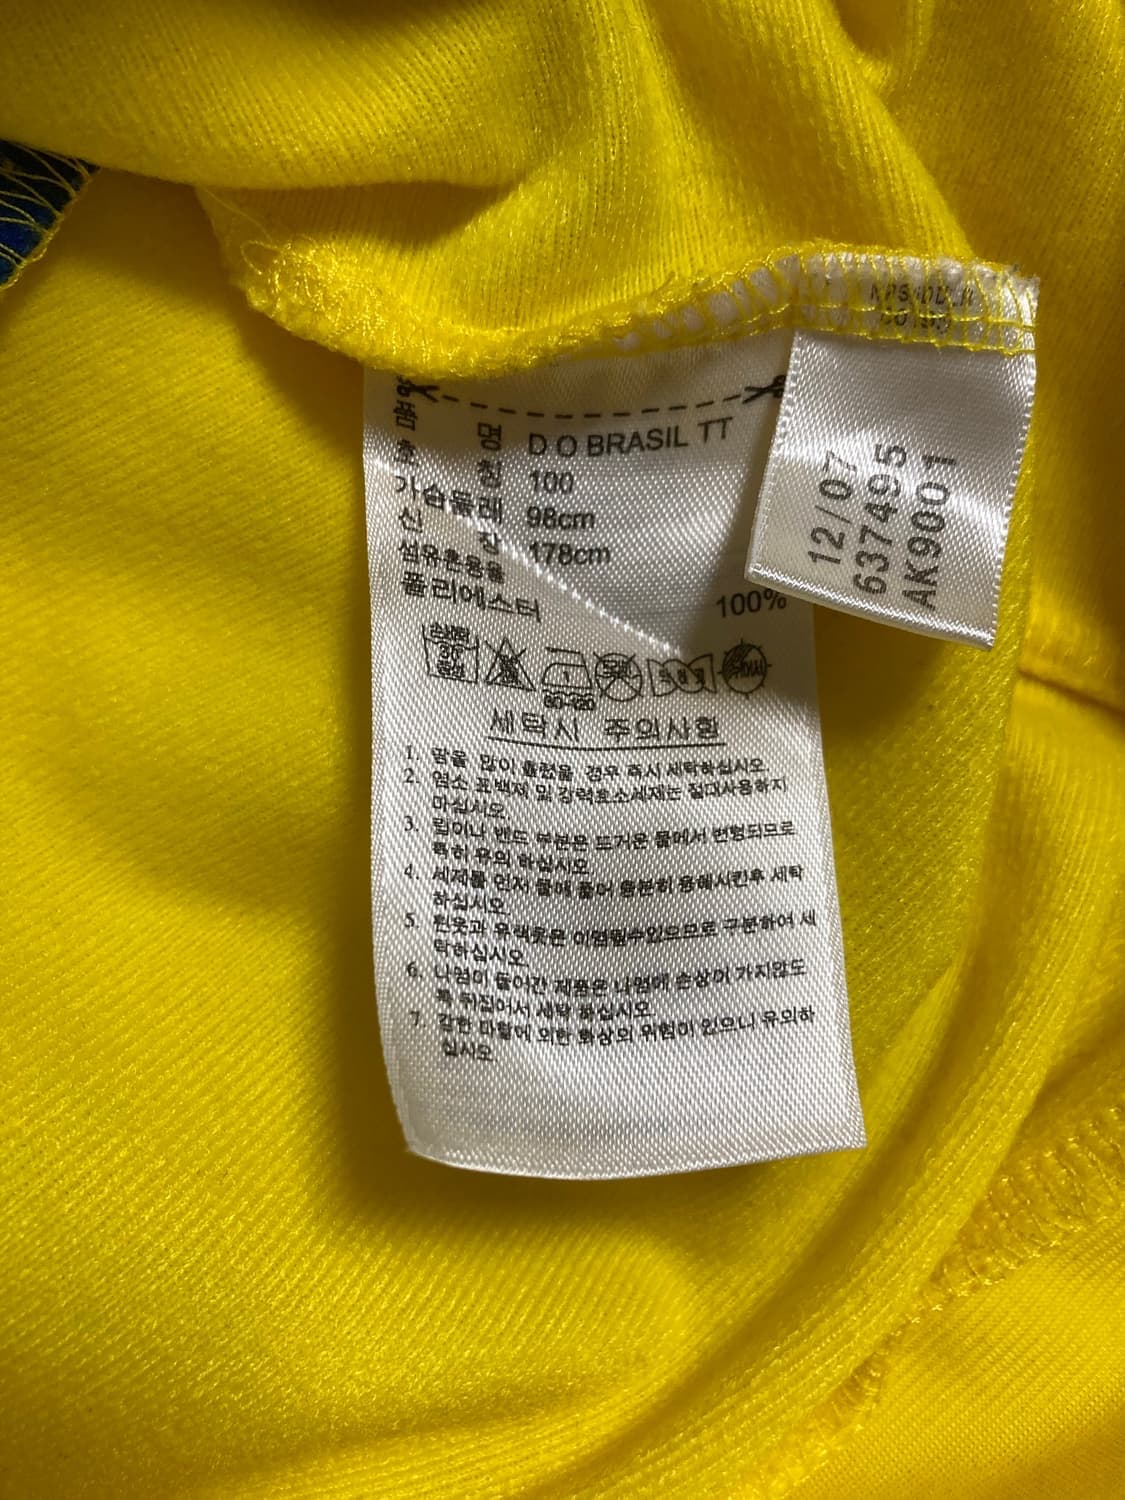 명 D O BRASIL TT
호 칭 100
가슴둘레 98cm
신 장 178cm
섬유혼용율
폴리에스터 100%
80-120
세탁시 주의사항
1. 땀을 많이 흘렸을 경우 즉시 세탁하십시오
2. 염소 표백제 및 강력효소세제는 절대사용하지
마십시오
3. 립이나 밴드 부분은 뜨거운 물에서 변형되므로
특히 유의 하십시오
4. 세제를 먼저 물에 풀어 충분히 용해시킨후 세탁
하십시오
5. 흰옷과 유색옷은 이염될수있으므로 구분하여 세
탁하십시오
6. 나염이 들어간 제품은 나염에 손상이 가지않도
록 뒤집어서 세탁 하십시오
7. 강한 마찰에 의한 화상의 위험이 있으니 유의하
십시오
12/07
637495
AK9001